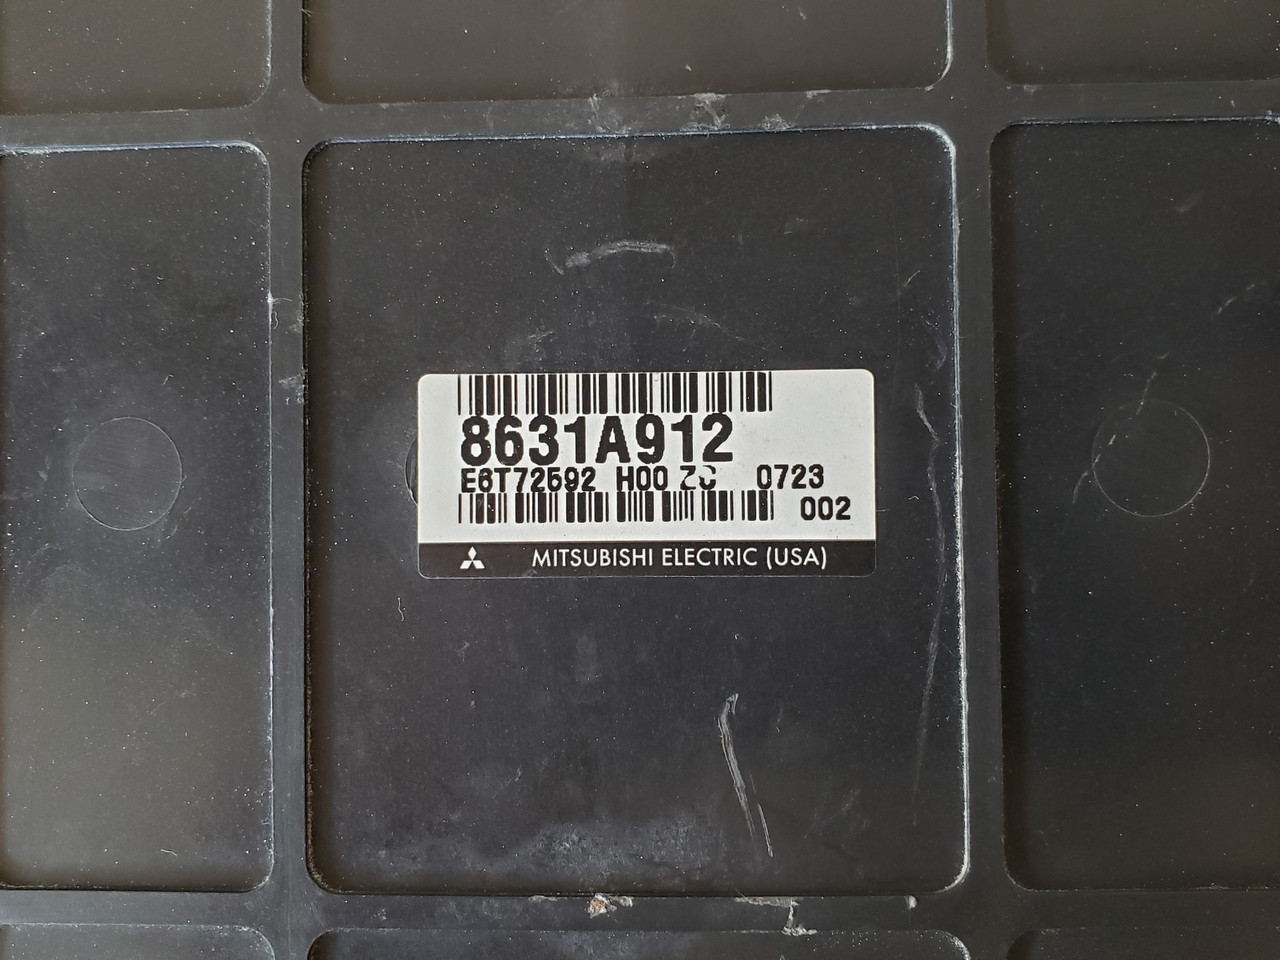 8631A912
E6T72592 H00 0723
002
MITSUBISHI ELECTRIC (USA)